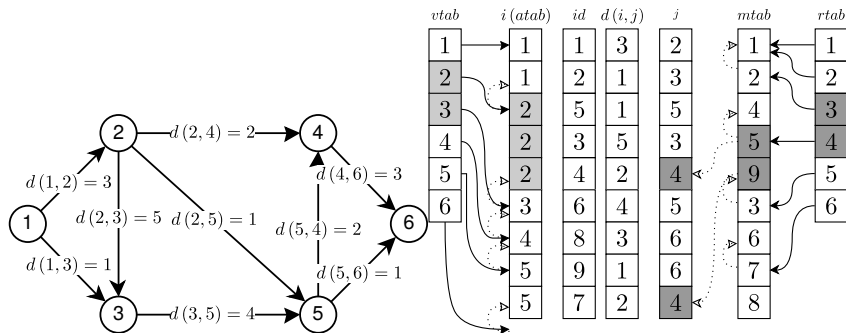 2
d (2, 4) = 2
4
d (1, 2) = 3
d (4, 6) = 3
1
d (2, 3) = 5
d (2, 5) = 1
d (5, 4) = 2
6
d (1, 3) = 1
d (5, 6) = 1
3
d (3, 5) = 4
5
vtab i (atab) id d (i, j) j mtab rtab
1 1 1 3 2 1 1
2 1 2 1 3 2 2
3 2 5 1 5 4 3
4 2 3 5 3 5 4
5 2 4 2 4 9 5
6 3 6 4 5 3 6
4 8 3 6 6
5 9 1 6 7
5 7 2 4 8